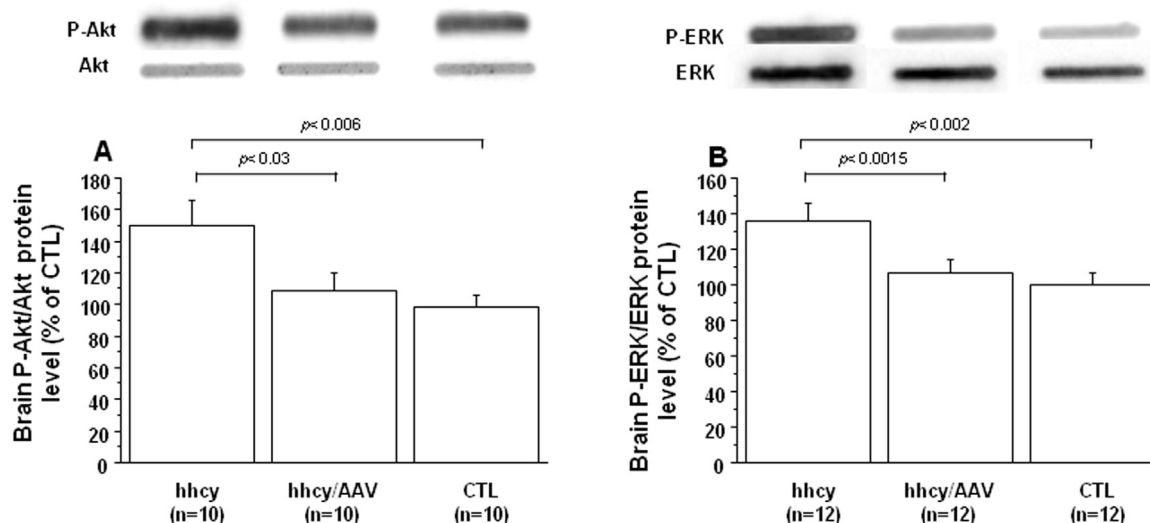 P-Akt
Akt
p< 0.006
A
p< 0.03
180
160
140
120
100
80
60
40
20
0
Brain P-Akt/Akt protein
level (% of CTL)
hhcy
(n=10)
hhcy/AAV
(n=10)
CTL
(n=10)
P-ERK
ERK
p< 0.002
B
p< 0.0015
160
140
120
100
80
60
40
20
0
Brain P-ERK/ERK protein
level (% of CTL)
hhcy
(n=12)
hhcy/AAV
(n=12)
CTL
(n=12)